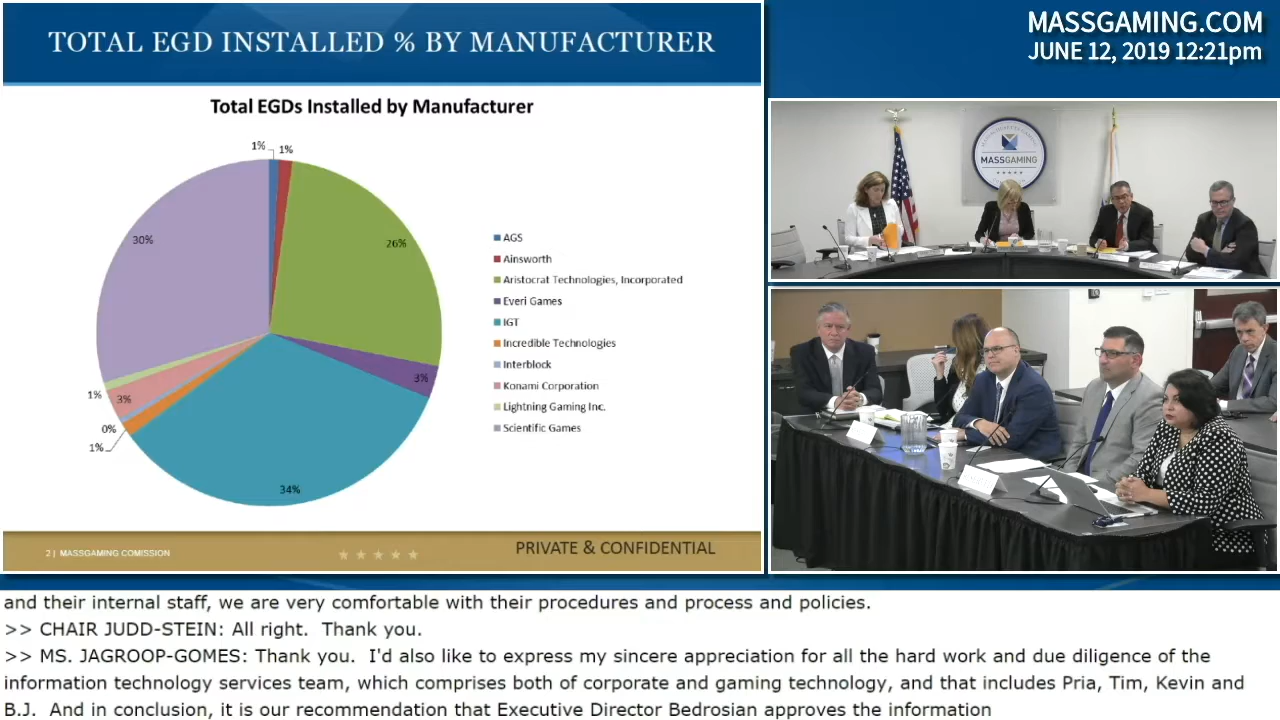 TOTAL EGD INSTALLED % BY MANUFACTURER
Total EGDs Installed by Manufacturer
1%
1%
30%
26%
3%
1%
3%
0%
1%
34%
AGS
Ainsworth
Aristocrat Technologies, Incorporated
Everi Games
IGT
Incredible Technologies
Interblock
Konami Corporation
Lightning Gaming Inc.
Scientific Games
2 | MASSGAMING COMISSION
PRIVATE & CONFIDENTIAL
MASSGAMING.COM
JUNE 12, 2019 12:21pm
MASSGAMING
and their internal staff, we are very comfortable with their procedures and process and policies.
>> CHAIR JUDD-STEIN: All right.  Thank you.
>> MS. JAGROOP-GOMES: Thank you.  I'd also like to express my sincere appreciation for all the hard work and due diligence of the
information technology services team, which comprises both of corporate and gaming technology, and that includes Pria, Tim, Kevin and
B.J.  And in conclusion, it is our recommendation that Executive Director Bedrosian approves the information